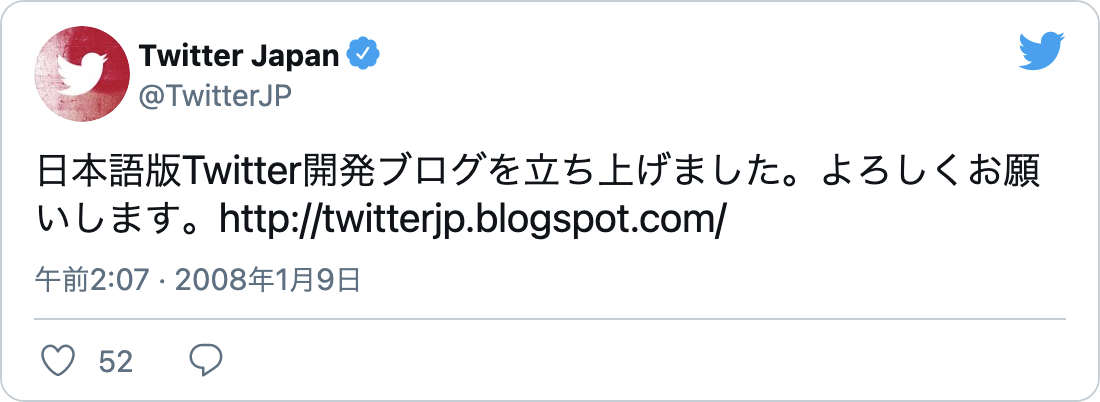 Twitter Japan
@TwitterJP
日本語版Twitter開発ブログを立ち上げました。よろしくお願
いします。http://twitterjp.blogspot.com/
午前2:07 · 2008年1月9日
52